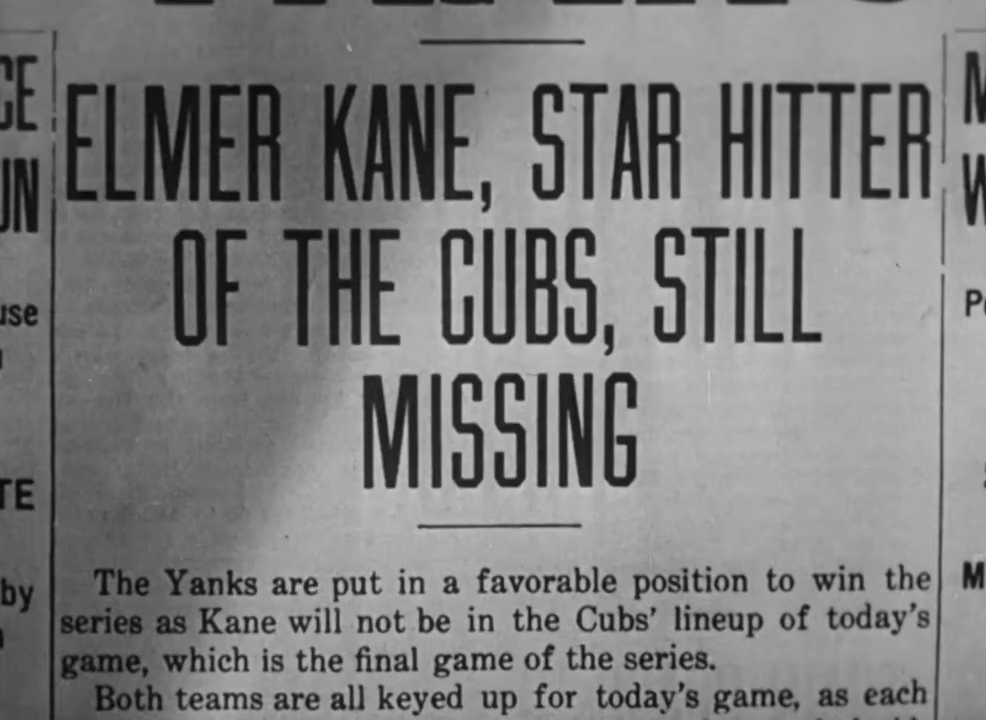 ELMER KANE, STAR HITTER
OF THE CUBS, STILL
MISSING
The Yanks are put in a favorable position to win the
series as Kane will not be in the Cubs' lineup of today's
game, which is the final game of the series.
Both teams are all keyed up for today's game, as each
by